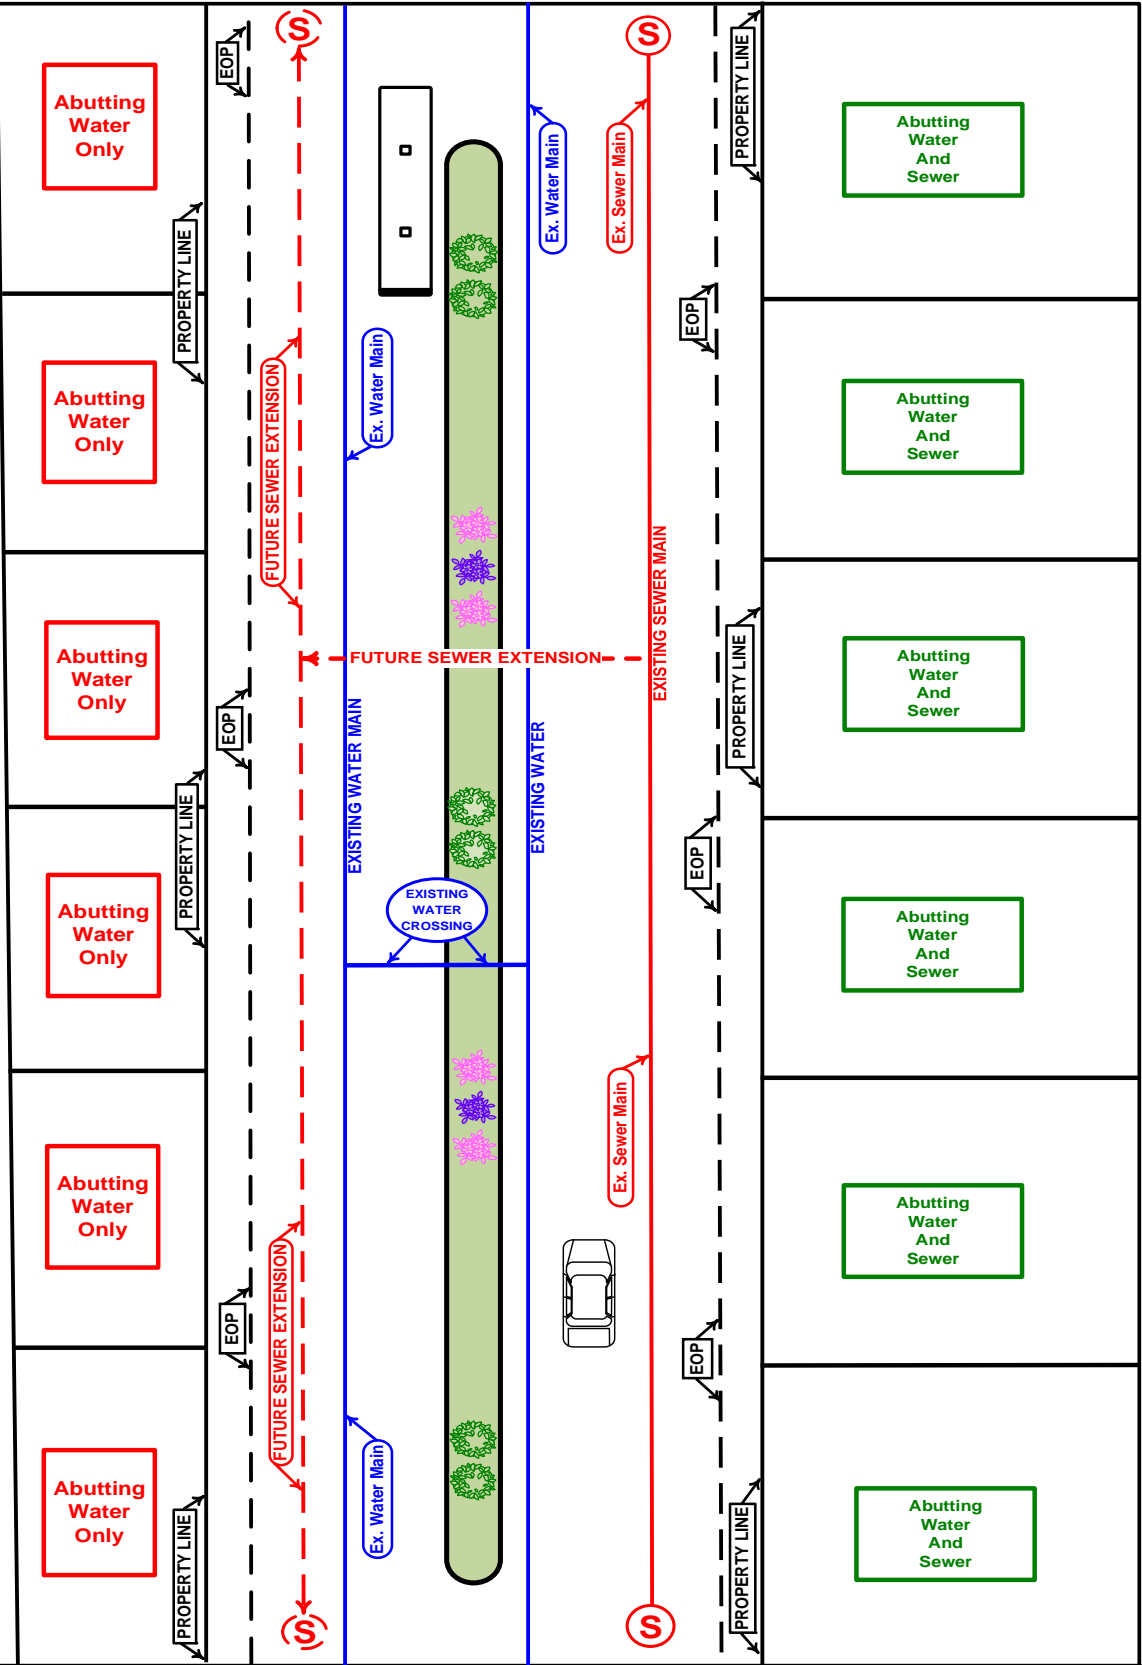 S
S
EOP
PROPERTY LINE
Abutting
Water
Only
Ex. Water Main
Ex. Sewer Main
Abutting
Water
And
Sewer
PROPERTY LINE
EOP
Ex. Water Main
Abutting
Water
Only
FUTURE SEWER EXTENSION
Abutting
Water
And
Sewer
EXISTING SEWER MAIN
Abutting
Water
Only
FUTURE SEWER EXTENSION
PROPERTY LINE
Abutting
Water
And
Sewer
EOP
EXISTING WATER MAIN
EXISTING WATER
PROPERTY LINE
EOP
Abutting
Water
Only
EXISTING
WATER
CROSSING
Abutting
Water
And
Sewer
Ex. Sewer Main
Abutting
Water
Only
Abutting
Water
And
Sewer
EOP
FUTURE SEWER EXTENSION
EOP
Ex. Water Main
Abutting
Water
Only
PROPERTY LINE
PROPERTY LINE
Abutting
Water
And
Sewer
S
S